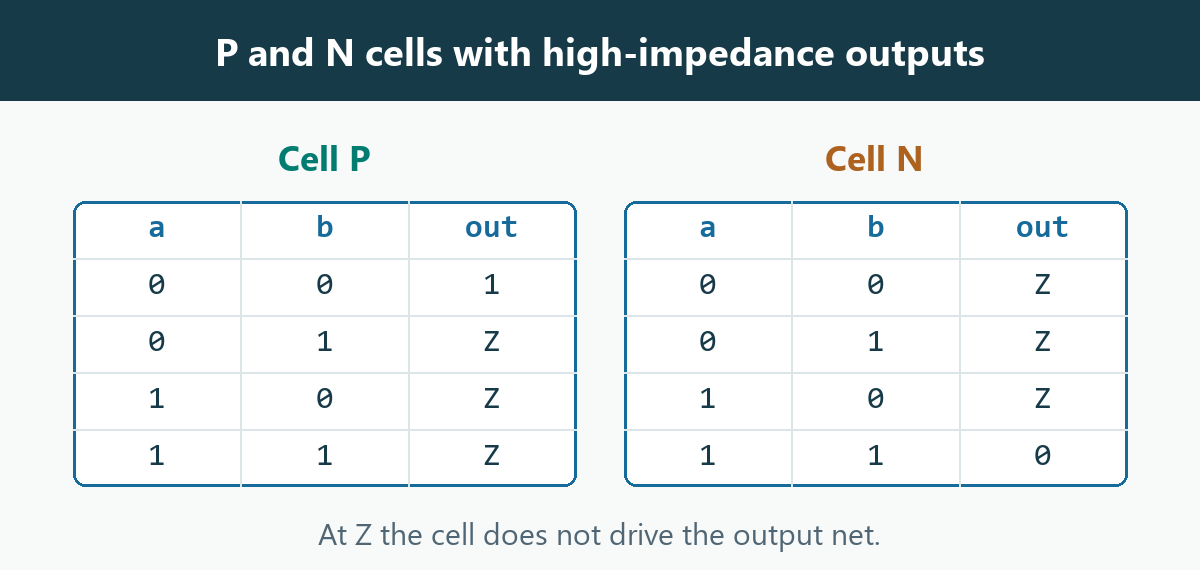 P and N cells with high-impedance outputs
Cell P
a b out
0 0 1
0 1 Z
1 0 Z
1 1 Z
Cell N
a b out
0 0 Z
0 1 Z
1 0 Z
1 1 0
At Z the cell does not drive the output net.